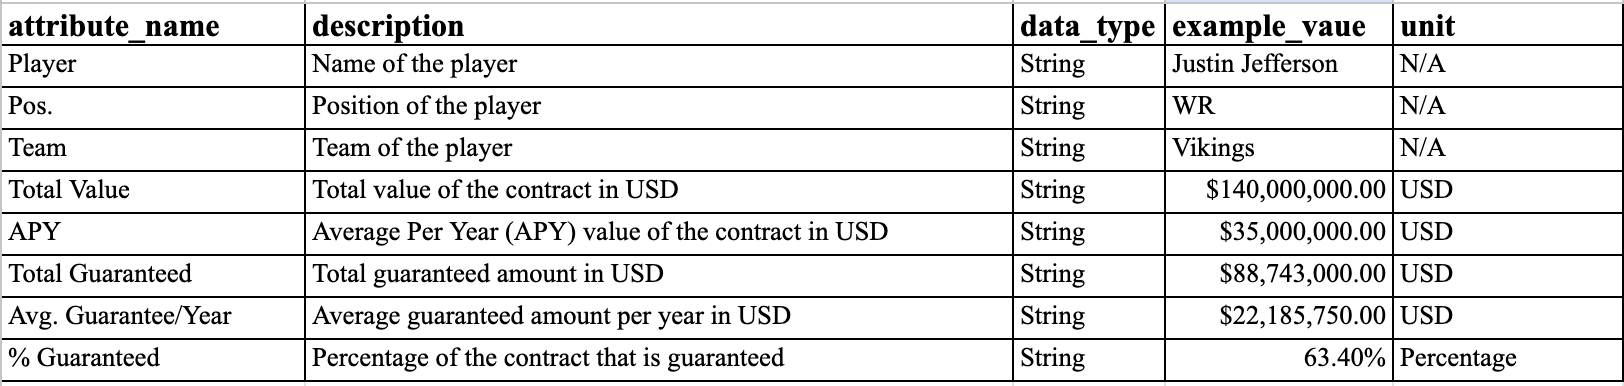 attribute_name description data_type example_vaue unit
Player Name of the player String Justin Jefferson N/A
Pos. Position of the player String WR N/A
Team Team of the player String Vikings N/A
Total Value Total value of the contract in USD String $140,000,000.00 USD
APY Average Per Year (APY) value of the contract in USD String $35,000,000.00 USD
Total Guaranteed Total guaranteed amount in USD String $88,743,000.00 USD
Avg. Guarantee/Year Average guaranteed amount per year in USD String $22,185,750.00 USD
% Guaranteed Percentage of the contract that is guaranteed String 63.40% Percentage